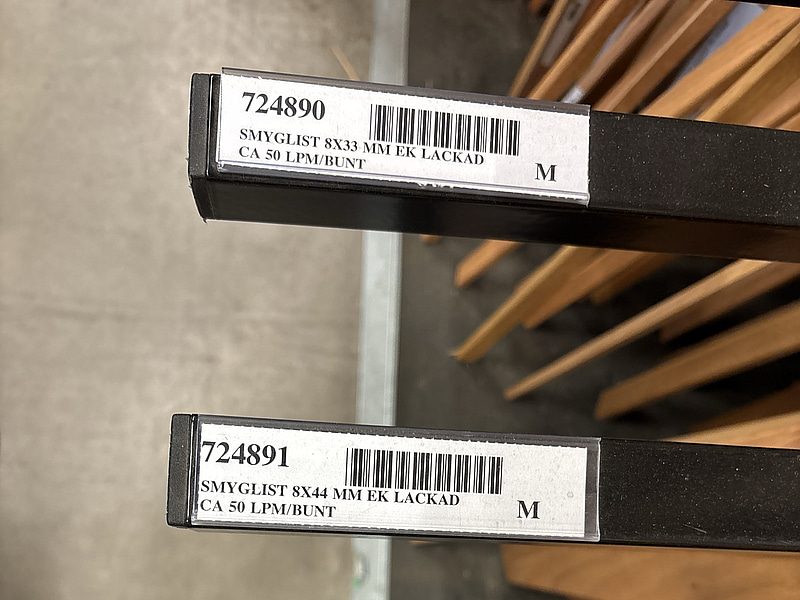 724890
SMYGLIST 8X33 MM EK LACKAD
CA 50 LPM/BUNT
M
724891
SMYGLIST 8X44 MM EK LACKAD
CA 50 LPM/BUNT
M